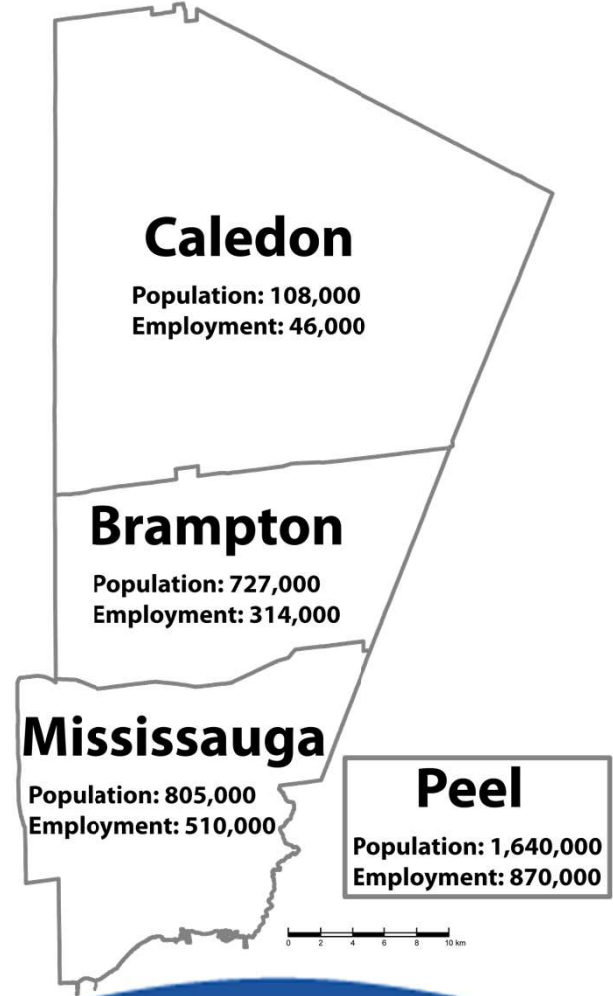 Caledon
Population: 108,000
Employment: 46,000
Brampton
Population: 727,000
Employment: 314,000
Mississauga
Population: 805,000
Employment: 510,000
Peel
Population: 1,640,000
Employment: 870,000
0 2 4 6 8 10 km